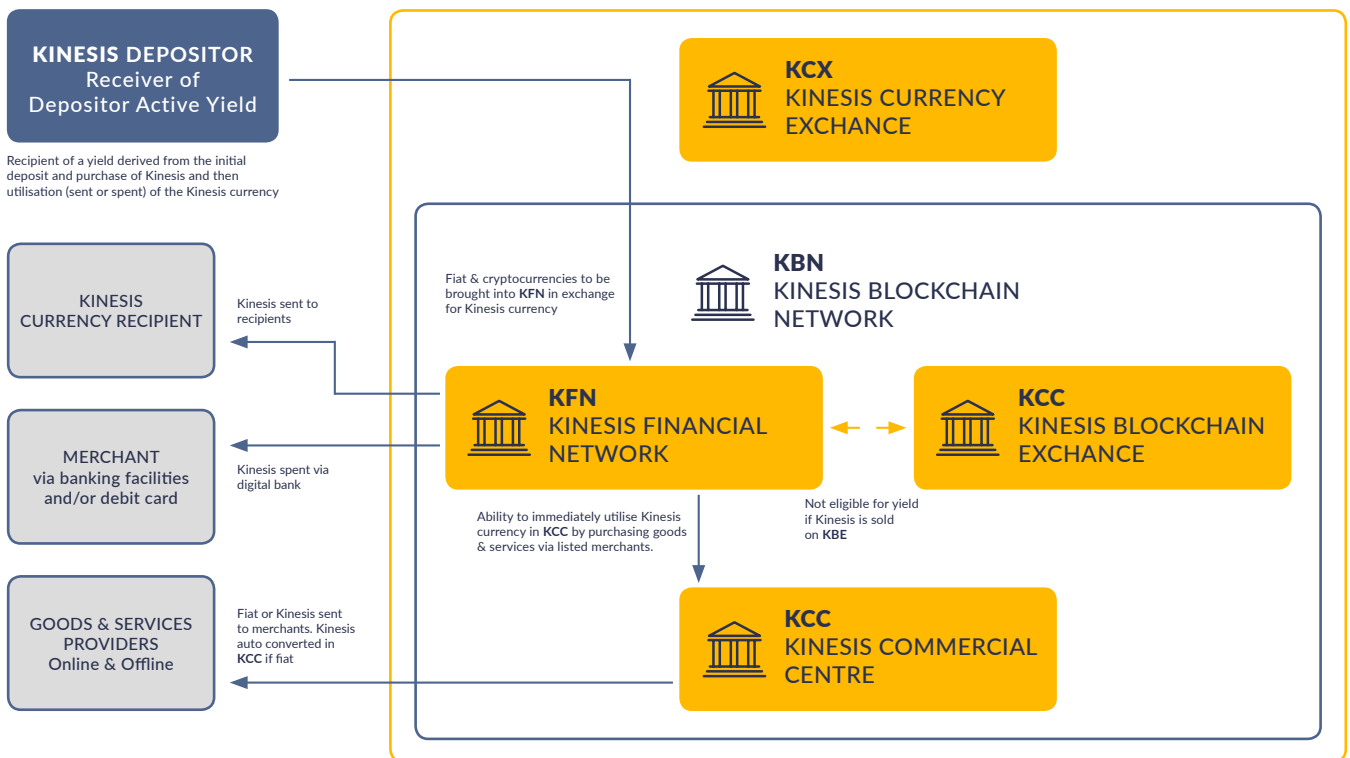 KINESIS DEPOSITOR
Receiver of
Depositor Active Yield
Recipient of a yield derived from the initial
deposit and purchase of Kinesis and then
utilisation (sent or spent) of the Kinesis currency
KCX
KINESIS CURRENCY
EXCHANCE
KBN
KINESIS BLOCKCHAIN
NETWORK
Fiat & cryptocurrencies to be
brought into KFN in exchange
for Kinesis currency
KINESIS
CURRENCY RECIPIENT
Kinesis sent to
recipients
KFN
KINESIS FINANCIAL
NETWORK
KCC
KINESIS BLOCKCHAIN
EXCHANCE
MERCHANT
via banking facilities
and/or debit card
Kinesis spent via
digital bank
Ability to immediately utilise Kinesis
currency in KCC by purchasing goods
& services via listed merchants.
Not eligible for yield
if Kinesis is sold
on KBE
GOODS & SERVICES
PROVIDERS
Online & Offline
Fiat or Kinesis sent
to merchants. Kinesis
auto converted in
KCC if fiat
KCC
KINESIS COMMERCIAL
CENTRE